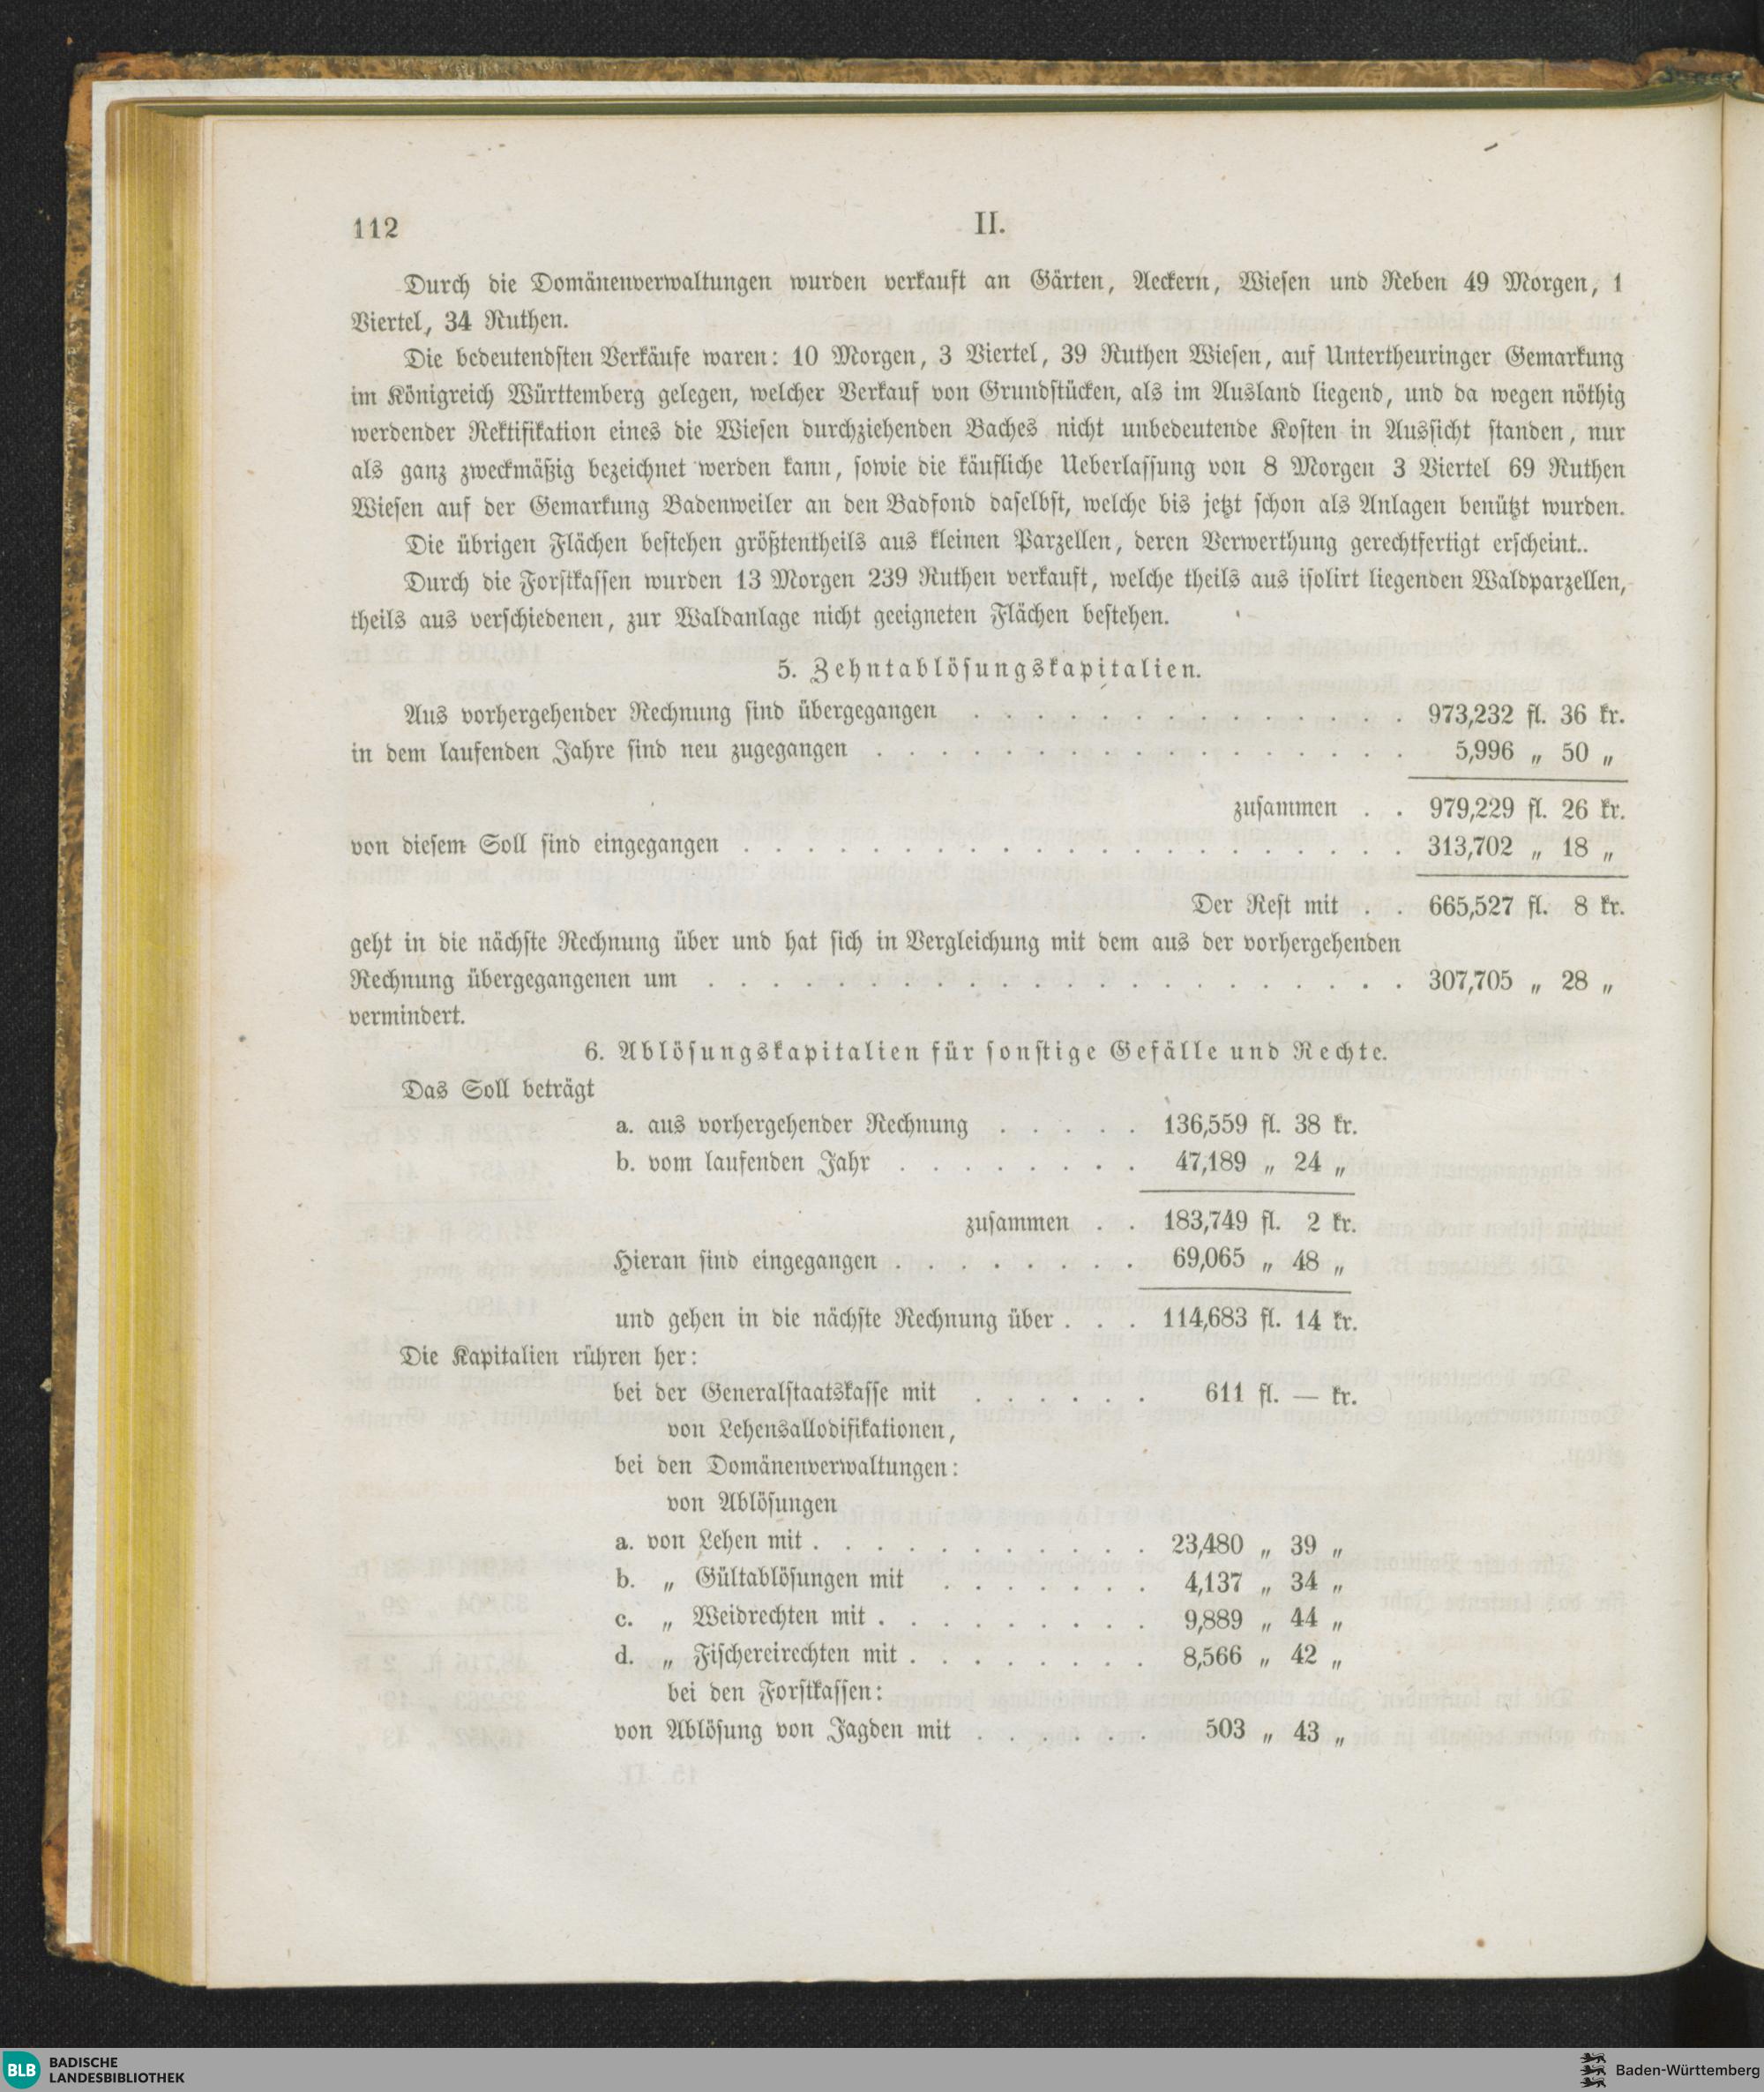 112 II.
Durch die Domänenverwaltungen wurden verkauft an Gärten, Aeckern, Wiesen und Reben 49 Morgen, 1
Viertel, 34 Ruthen.
Die bedeutendsten Verkäufe waren: 10 Morgen, 3 Viertel, 39 Ruthen Wiesen, auf Untertheuringer Gemarkung
im Königreich Württemberg gelegen, welcher Verkauf von Grundstücken, als im Ausland liegend, und da wegen nöthig
werdender Rektifikation eines die Wiesen durchziehenden Baches nicht unbedeutende Kosten in Aussicht standen, nur
als ganz zweckmäßig bezeichnet werden kann, sowie die käufliche Ueberlassung von 8 Morgen 3 Viertel 69 Ruthen
Wiesen auf der Gemarkung Badenweiler an den Badfond daselbst, welche bis jetzt schon als Anlagen benützt wurden.
Die übrigen Flächen bestehen größtentheils aus kleinen Parzellen, deren Verwerthung gerechtfertigt erscheint..
Durch die Forstkassen wurden 13 Morgen 239 Ruthen verkauft, welche theils aus isolirt liegenden Waldparzellen,
theils aus verschiedenen, zur Waldanlage nicht geeigneten Flächen bestehen.
5. Zehntablösungskapitalien.
Aus vorhergehender Rechnung sind übergegangen . . . . . . . . . . . . . . 973,232 fl. 36 kr.
in dem laufenden Jahre sind neu zugegangen . . . . . . . . . . . . . . . . . 5,996 „ 50 „
zusammen . . 979,229 fl. 26 kr.
von diesem Soll sind eingegangen . . . . . . . . . . . . . . . . . . . . . 313,702 „ 18 „
Der Rest mit . . 665,527 fl. 8 kr.
geht in die nächste Rechnung über und hat sich in Vergleichung mit dem aus der vorhergehenden
Rechnung übergegangenen um . . . . . . . . . . . . . . . . . . . . . . 307,705 „ 28 „
vermindert.
6. Ablösungskapitalien für sonstige Gefälle und Rechte.
Das Soll beträgt
a. aus vorhergehender Rechnung . . . . . 136,559 fl. 38 kr.
b. vom laufenden Jahr . . . . . . . . 47,189 „ 24 „
zusammen . . 183,749 fl. 2 kr.
Hieran sind eingegangen . . . . . . . . 69,065 „ 48 „
und gehen in die nächste Rechnung über . . . 114,683 fl. 14 kr.
Die Kapitalien rühren her:
bei der Generalstaatskasse mit . . . . . . 611 fl. — kr.
von Lehensallodifikationen,
bei den Domänenverwaltungen:
von Ablösungen
a. von Lehen mit . . . . . . . . . . . 23,480 „ 39 „
b. „ Gültablösungen mit . . . . . . . 4,137 „ 34 „
c. „ Weidrechten mit . . . . . . . . . 9,889 „ 44 „
d. „ Fischereirechten mit . . . . . . . . 8,566 „ 42 „
bei den Forstkassen:
von Ablösung von Jagden mit . . . . . . 503 „ 43 „
BLB BADISCHE
LANDESBIBLIOTHEK
Baden-Württemberg